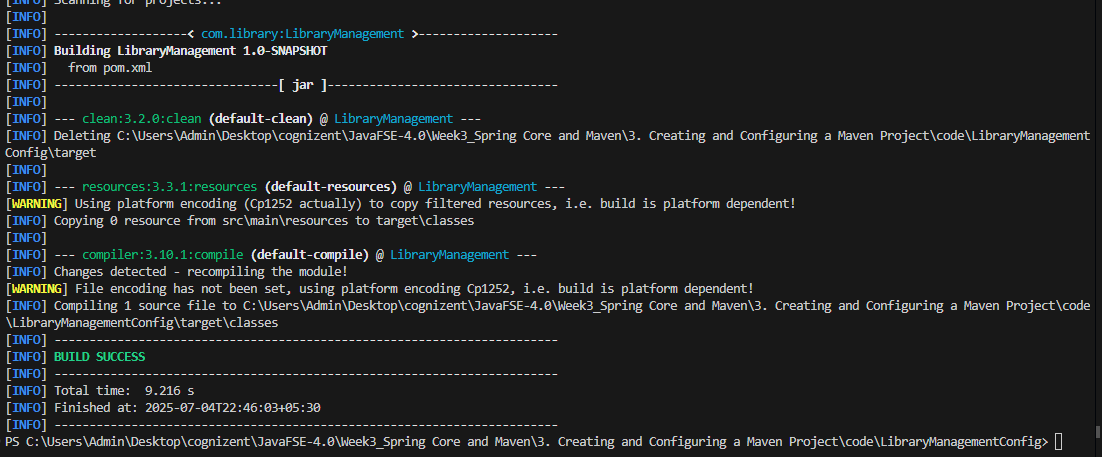 [INFO] Scanning for projects...
[INFO]
[INFO] -------------------< com.library:LibraryManagement >--------------------
[INFO] Building LibraryManagement 1.0-SNAPSHOT
[INFO]   from pom.xml
[INFO] --------------------------------[ jar ]---------------------------------
[INFO]
[INFO] --- clean:3.2.0:clean (default-clean) @ LibraryManagement ---
[INFO] Deleting C:\Users\Admin\Desktop\cognizent\JavaFSE-4.0\Week3_Spring Core and Maven\3. Creating and Configuring a Maven Project\code\LibraryManagement
Config\target
[INFO]
[INFO] --- resources:3.3.1:resources (default-resources) @ LibraryManagement ---
[WARNING] Using platform encoding (Cp1252 actually) to copy filtered resources, i.e. build is platform dependent!
[INFO] Copying 0 resource from src\main\resources to target\classes
[INFO]
[INFO] --- compiler:3.10.1:compile (default-compile) @ LibraryManagement ---
[INFO] Changes detected - recompiling the module!
[WARNING] File encoding has not been set, using platform encoding Cp1252, i.e. build is platform dependent!
[INFO] Compiling 1 source file to C:\Users\Admin\Desktop\cognizent\JavaFSE-4.0\Week3_Spring Core and Maven\3. Creating and Configuring a Maven Project\code
\LibraryManagementConfig\target\classes
[INFO] ------------------------------------------------------------------------
[INFO] BUILD SUCCESS
[INFO] ------------------------------------------------------------------------
[INFO] Total time:  9.216 s
[INFO] Finished at: 2025-07-04T22:46:03+05:30
[INFO] ------------------------------------------------------------------------
PS C:\Users\Admin\Desktop\cognizent\JavaFSE-4.0\Week3_Spring Core and Maven\3. Creating and Configuring a Maven Project\code\LibraryManagementConfig>